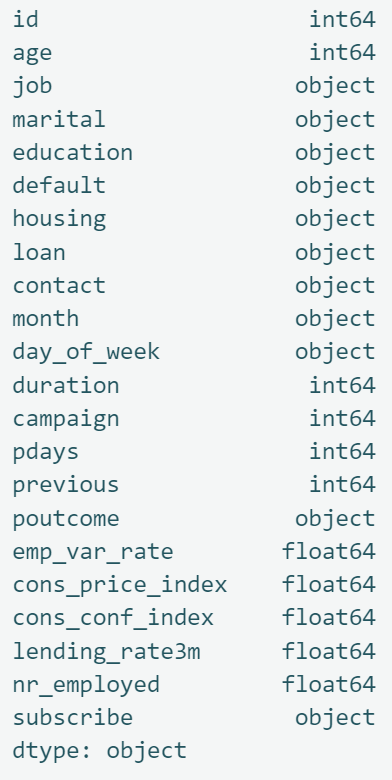 id int64
age int64
job object
marital object
education object
default object
housing object
loan object
contact object
month object
day_of_week object
duration int64
campaign int64
pdays int64
previous int64
poutcome object
emp_var_rate float64
cons_price_index float64
cons_conf_index float64
lending_rate3m float64
nr_employed float64
subscribe object
dtype: object